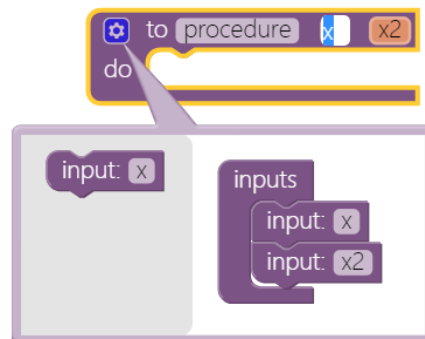 to procedure x x2
do
input: x
inputs
input: x
input: x2